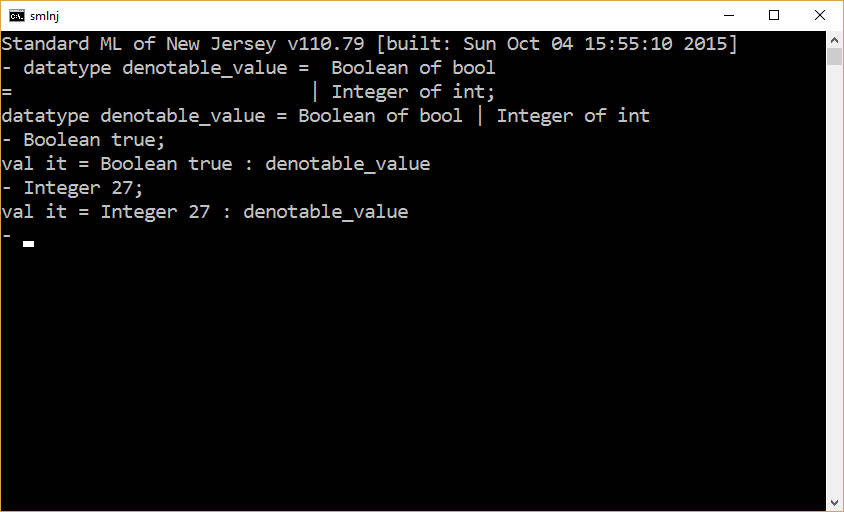 smlnj
Standard ML of New Jersey v110.79 [built: Sun Oct 04 15:55:10 2015]
- datatype denotable_value =  Boolean of bool
=                           | Integer of int;
datatype denotable_value = Boolean of bool | Integer of int
- Boolean true;
val it = Boolean true : denotable_value
- Integer 27;
val it = Integer 27 : denotable_value
-